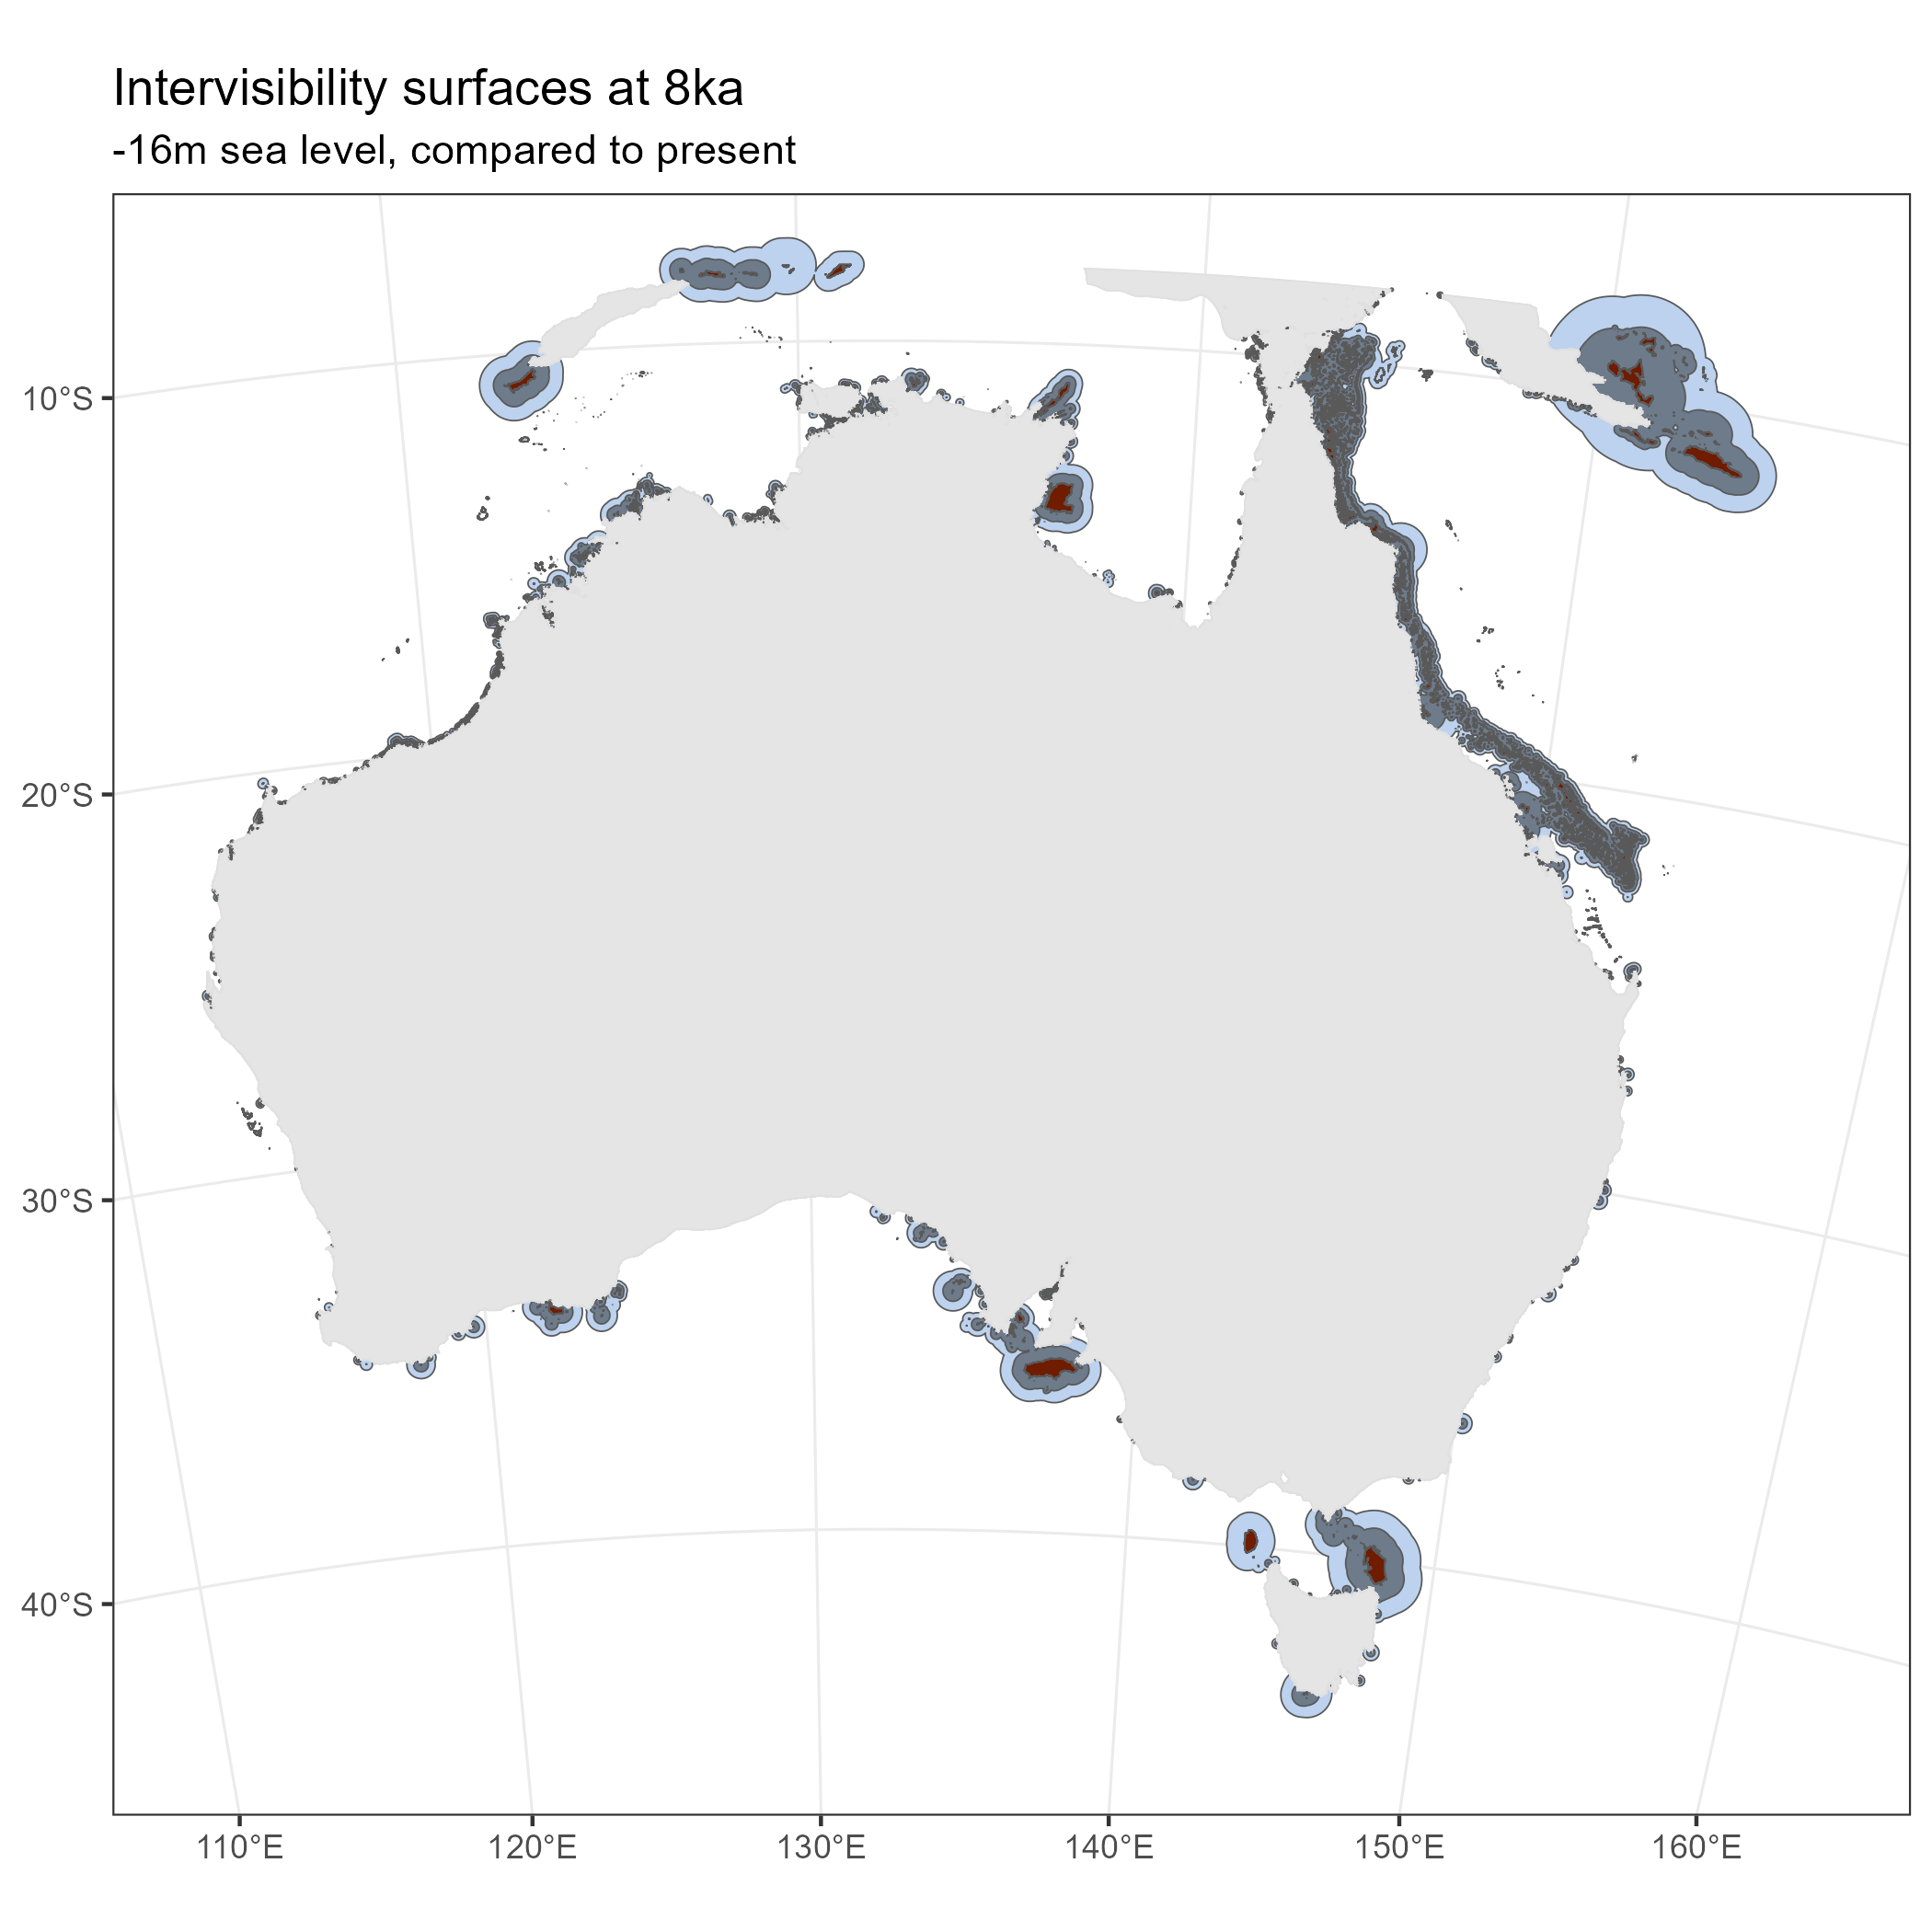 Intervisibility surfaces at 8ka
-16m sea level, compared to present
10°S
20°S
30°S
40°S
110°E 120°E 130°E 140°E 150°E 160°E